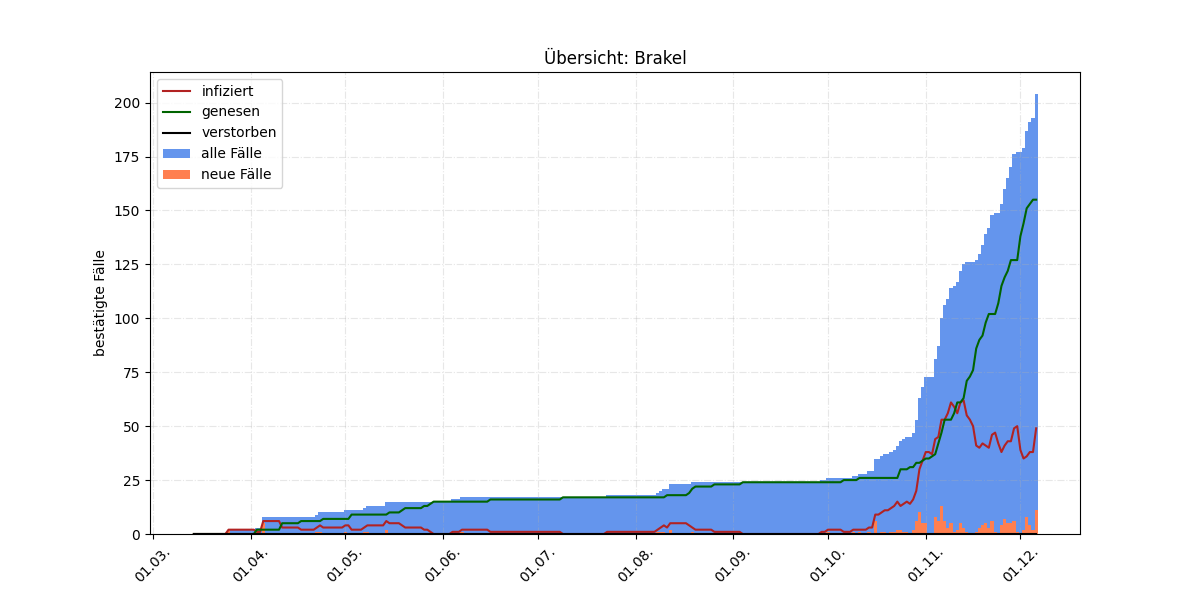 Übersicht: Brakel
infiziert
genesen
verstorben
alle Fälle
neue Fälle
bestätigte Fälle
200
175
150
125
100
75
50
25
0
01.03.
01.04.
01.05.
01.06.
01.07.
01.08.
01.09.
01.10.
01.11.
01.12.